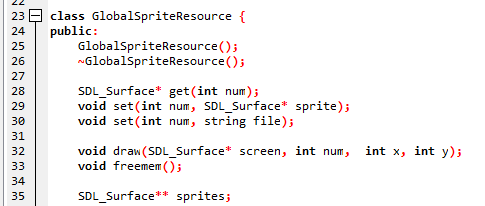 22
23 class GlobalSpriteResource {
24 public:
25     GlobalSpriteResource();
26     ~GlobalSpriteResource();
27
28     SDL_Surface* get(int num);
29     void set(int num, SDL_Surface* sprite);
30     void set(int num, string file);
31
32     void draw(SDL_Surface* screen, int num,  int x, int y);
33     void freemem();
34
35     SDL_Surface** sprites;